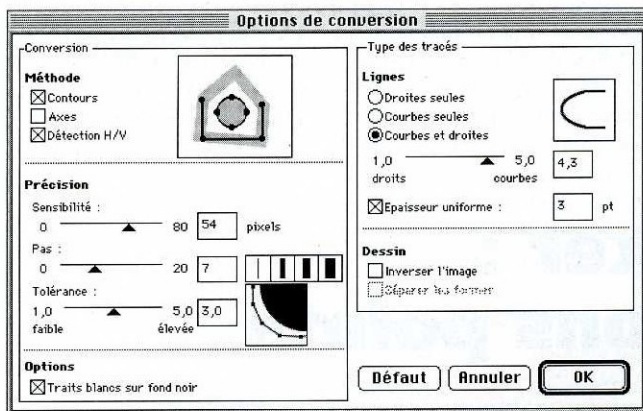 Options de conversion
Conversion
Méthode
Contours
Axes
Détection H/V
Précision
Sensibilité :
0 80 54 pixels
Pas :
0 20 7
Tolérance :
1,0 5,0 3,0
faible élevée
Options
Traits blancs sur fond noir
Type des tracés
Lignes
Droites seules
Courbes seules
Courbes et droites
1,0 5,0 4,3
droits courbes
Epaisseur uniforme : 3 pt
Dessin
Inverser l'image
Séparer les formes
Défaut Annuler OK